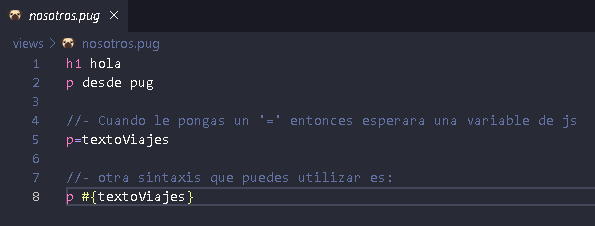 nosotros.pug ×
views > nosotros.pug
1 h1 hola
2 p desde pug
3
4 //- Cuando le pongas un '=' entonces esperara una variable de js
5 p=textoViajes
6
7 //- otra sintaxis que puedes utilizar es:
8 p #{textoViajes}